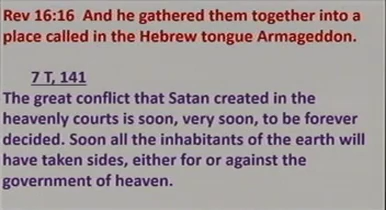 Rev 16:16 And he gathered them together into a
place called in the Hebrew tongue Armageddon.
7 T, 141
The great conflict that Satan created in the
heavenly courts is soon, very soon, to be forever
decided. Soon all the inhabitants of the earth will
have taken sides, either for or against the
government of heaven.